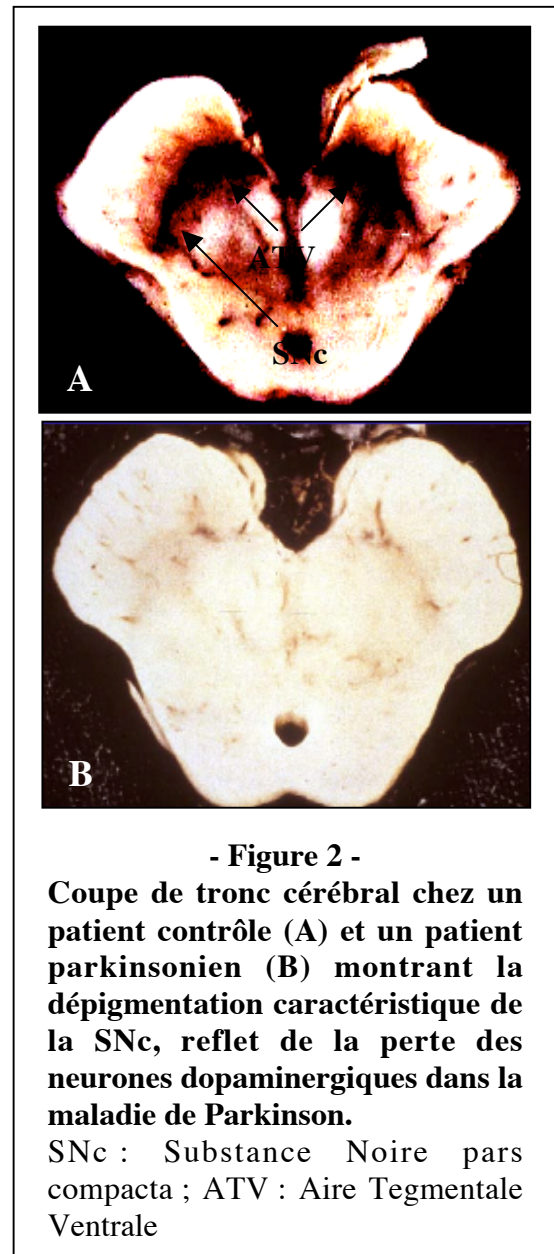 ATV
SNc
A
B
- Figure 2 -
Coupe de tronc cérébral chez un
patient contrôle (A) et un patient
parkinsonien (B) montrant la
dépigmentation caractéristique de
la SNc, reflet de la perte des
neurones dopaminergiques dans la
maladie de Parkinson.
SNc : Substance Noire pars
compacta ; ATV : Aire Tegmentale
Ventrale